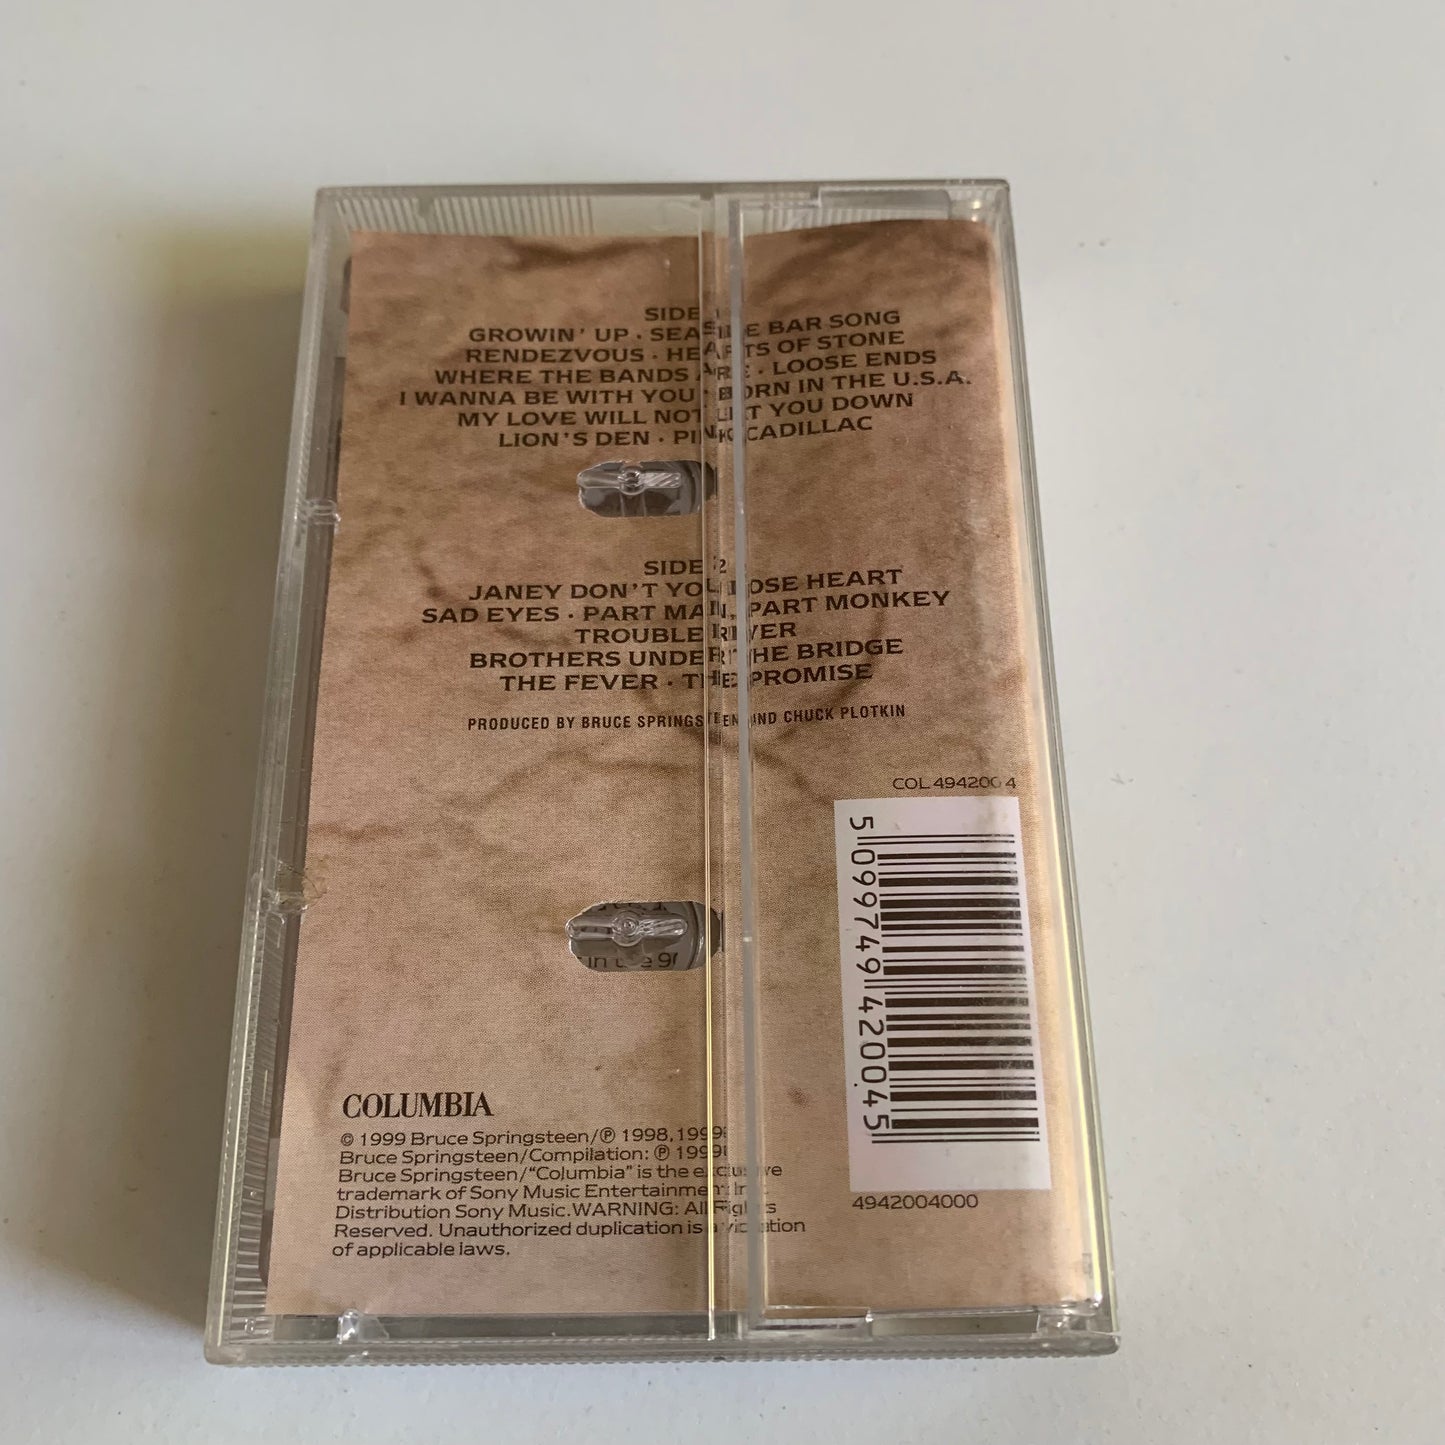 SIDE 1
GROWIN' UP · SEASIDE BAR SONG
RENDEZVOUS · HEARTS OF STONE
WHERE THE BANDS ARE · LOOSE ENDS
I WANNA BE WITH YOU · BORN IN THE U.S.A.
MY LOVE WILL NOT LET YOU DOWN
LION'S DEN · PINK CADILLAC
SIDE 2
JANEY DON'T YOU LOSE HEART
SAD EYES · PART MAN, PART MONKEY
TROUBLE RIVER
BROTHERS UNDER THE BRIDGE
THE FEVER · THE PROMISE
PRODUCED BY BRUCE SPRINGSTEEN AND CHUCK PLOTKIN
COL 494200 4
5 099749 420045
COLUMBIA
© 1999 Bruce Springsteen/℗ 1998, 1999
Bruce Springsteen/Compilation: ℗ 1999
Bruce Springsteen/"Columbia" is the exclusive
trademark of Sony Music Entertainment Inc.
Distribution Sony Music. WARNING: All Rights
Reserved. Unauthorized duplication is a violation
of applicable laws.
4942004000